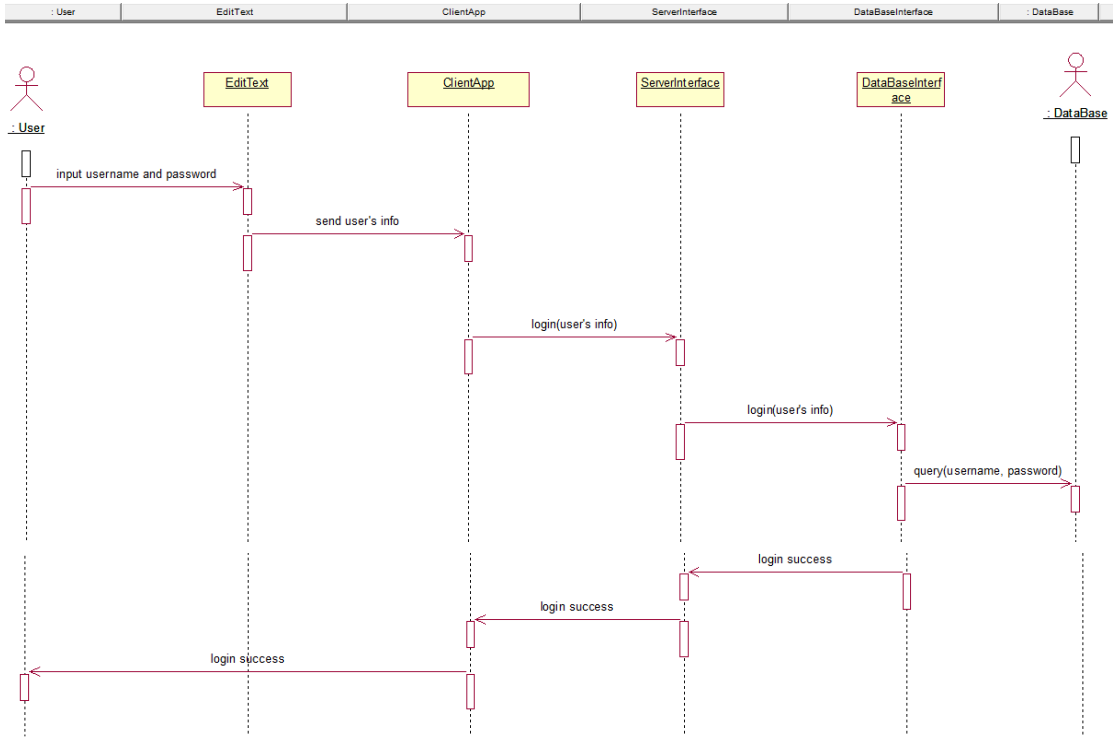 : User
EditText
ClientApp
ServerInterface
DataBaseInterface
: DataBase
EditText
ClientApp
ServerInterface
DataBaseInterf
ace
: User
: DataBase
input username and password
send user's info
login(user's info)
login(user's info)
query(username, password)
login success
login success
login success